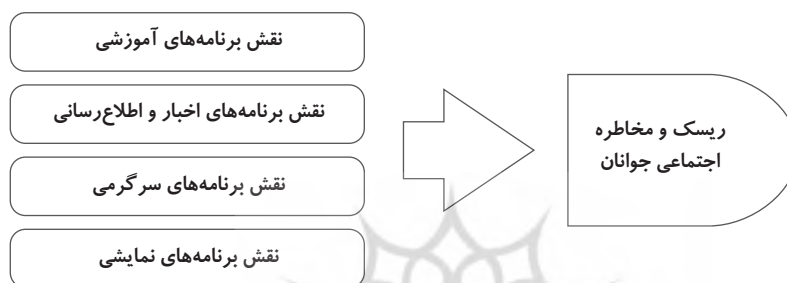 نقش برنامه‌های آموزشی
نقش برنامه‌های اخبار و اطلاع‌رسانی
نقش برنامه‌های سرگرمی
نقش برنامه‌های نمایشی
ریسک و مخاطره
اجتماعی جوانان